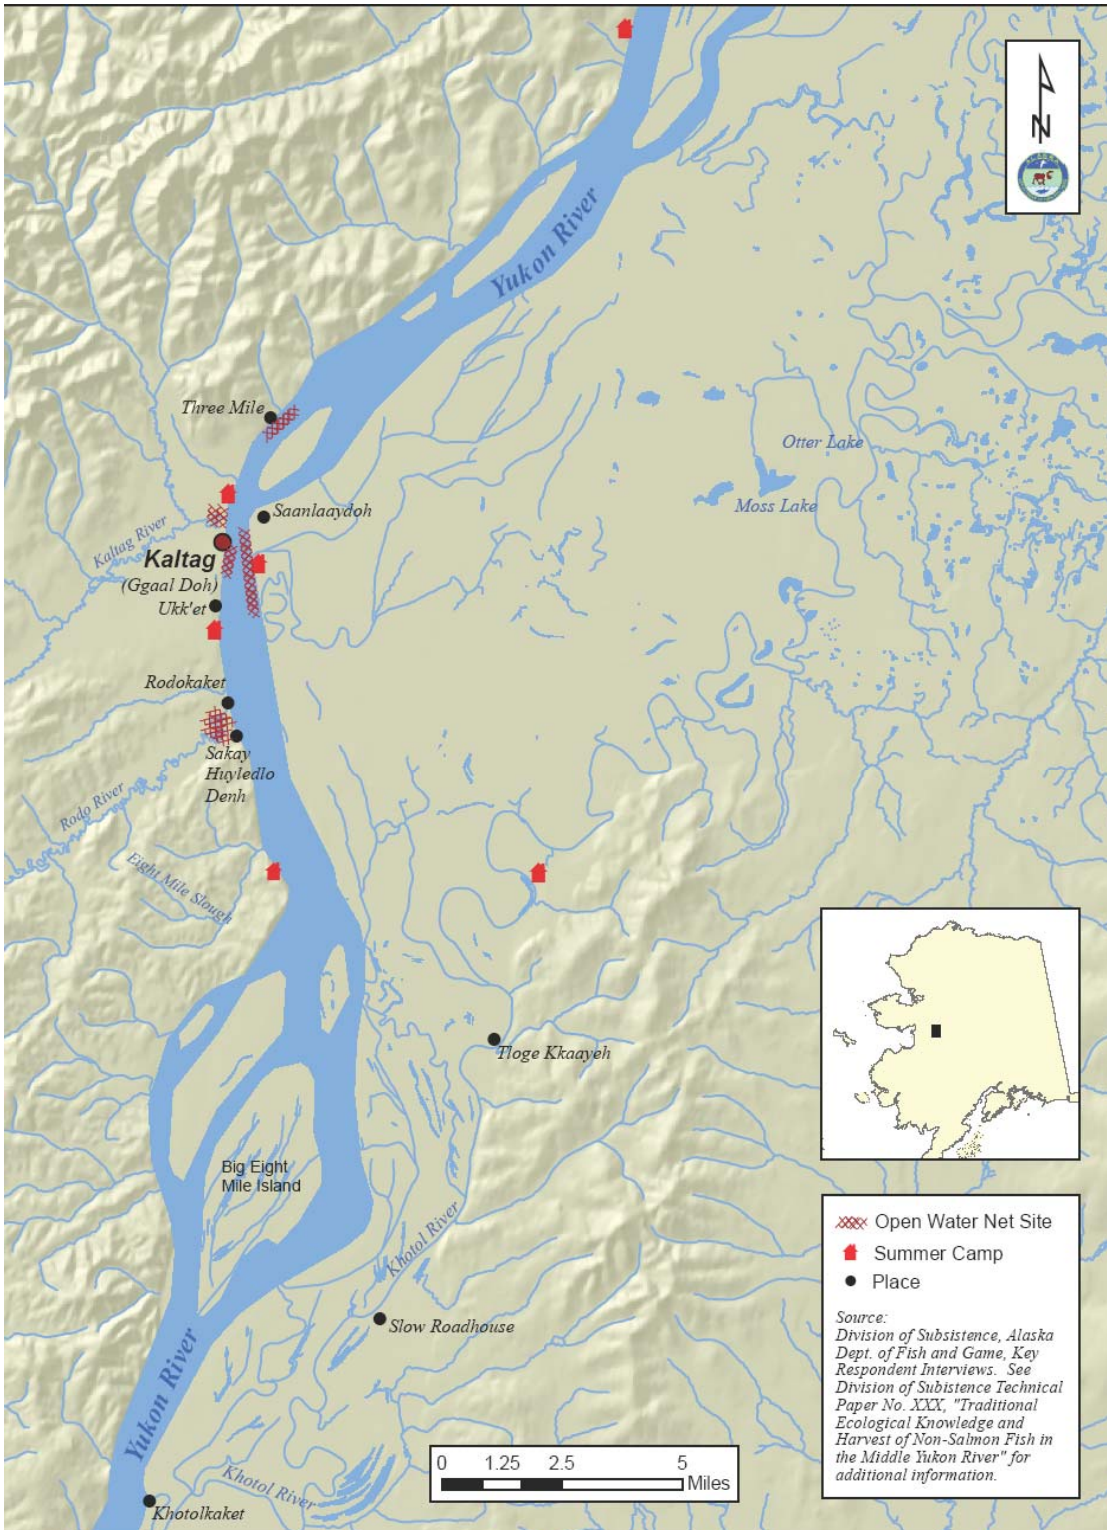 N
ALASKA
Yukon River
Three Mile
Otter Lake
Moss Lake
Saanlaaydoh
Kaltag River
Kaltag
(Ggaal Doh)
Ukk'et
Rodokaket
Sakay
Huyledlo
Denh
Rodo River
Eight Mile Slough
Tloge Kkaayeh
Big Eight
Mile Island
Khotol River
Slow Roadhouse
Yukon River
Khotol River
Khotolkaket
0 1.25 2.5 5
Miles
Open Water Net Site
Summer Camp
Place
Source:
Division of Subsistence, Alaska
Dept. of Fish and Game, Key
Respondent Interviews. See
Division of Subistence Technical
Paper No. XXX, "Traditional
Ecological Knowledge and
Harvest of Non-Salmon Fish in
the Middle Yukon River" for
additional information.